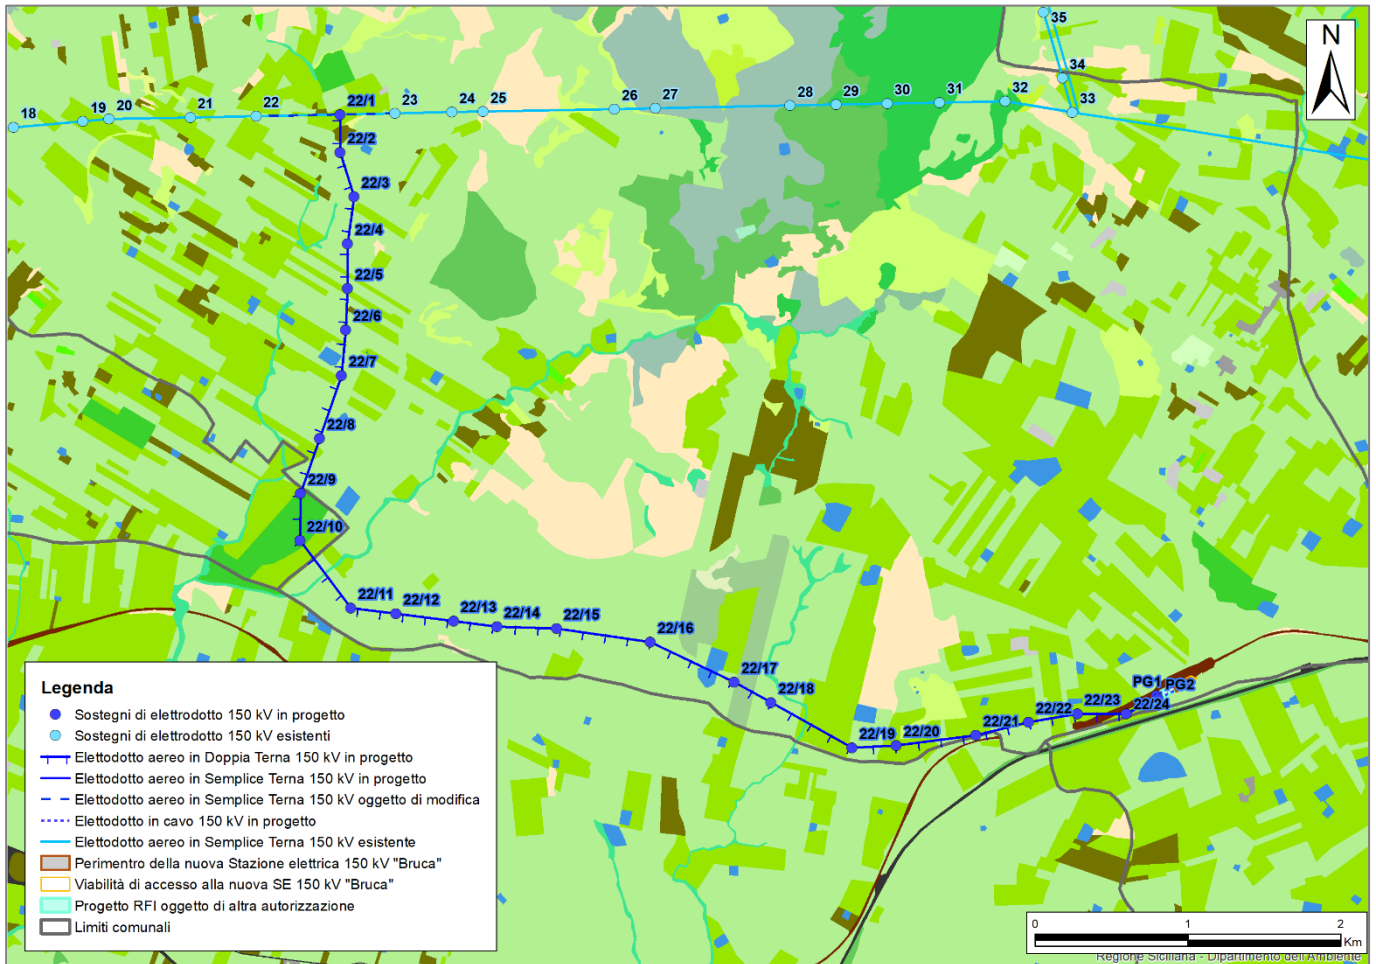 35
N
34
18
19
20
21
22
22/1
23
24
25
26
27
28
29
30
31
32
33
22/2
22/3
22/4
22/5
22/6
22/7
22/8
22/9
22/10
22/11
22/12
22/13
22/14
22/15
22/16
22/17
22/18
22/19
22/20
22/21
22/22
22/23
22/24
PG1
PG2
Legenda
Sostegni di elettrodotto 150 kV in progetto
Sostegni di elettrodotto 150 kV esistenti
Elettodotto aereo in Doppia Terna 150 kV in progetto
Elettodotto aereo in Semplice Terna 150 kV in progetto
Elettodotto aereo in Semplice Terna 150 kV oggetto di modifica
Elettodotto in cavo 150 kV in progetto
Elettodotto aereo in Semplice Terna 150 kV esistente
Perimentro della nuova Stazione elettrica 150 kV "Bruca"
Viabilità di accesso alla nuova SE 150 kV "Bruca"
Progetto RFI oggetto di altra autorizzazione
Limiti comunali
0 1 2
Km
Regione Siciliana - Dipartimento dell'Ambiente